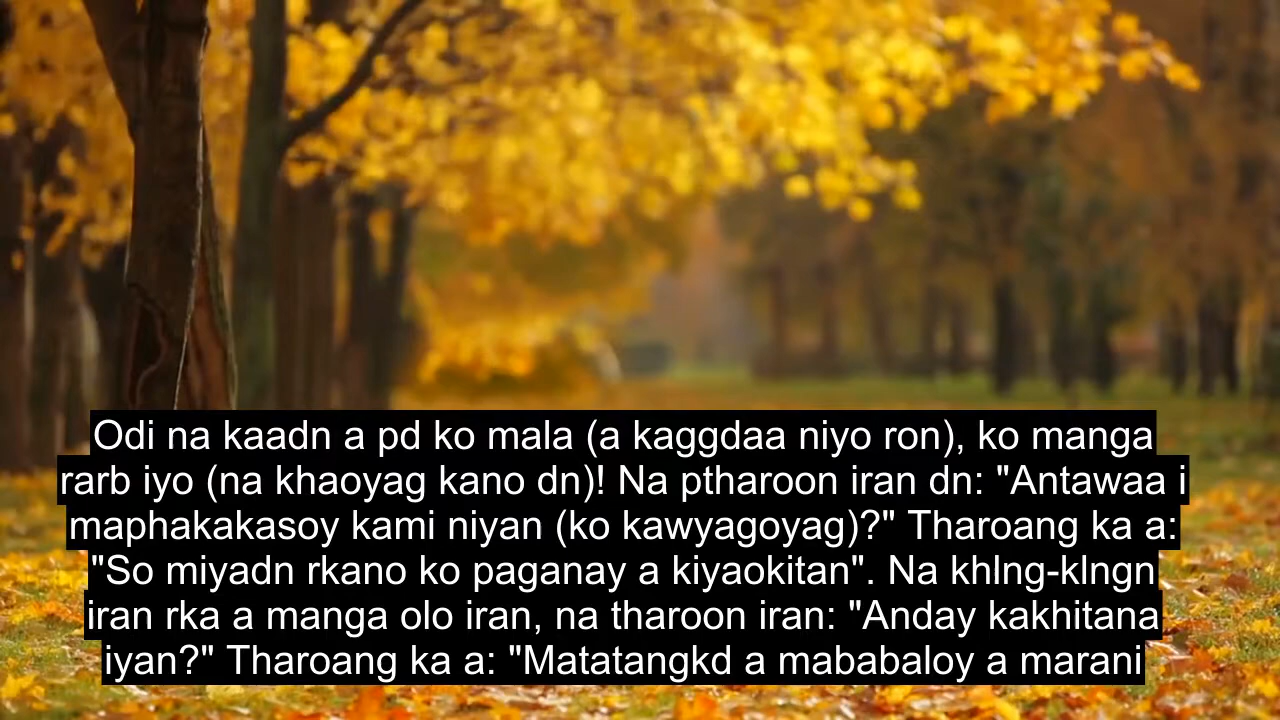 Odi na kaadn a pd ko mala (a kaggdaa niyo ron), ko manga
rarb iyo (na khaoyag kano dn)! Na ptharoon iran dn: "Antawaa i
maphakakasoy kami niyan (ko kawyagoyag)?" Tharoang ka a:
"So miyadn rkano ko paganay a kiyaokitan". Na khlng-klngn
iran rka a manga olo iran, na tharoon iran: "Anday kakhitana
iyan?" Tharoang ka a: "Matatangkd a mababaloy a marani